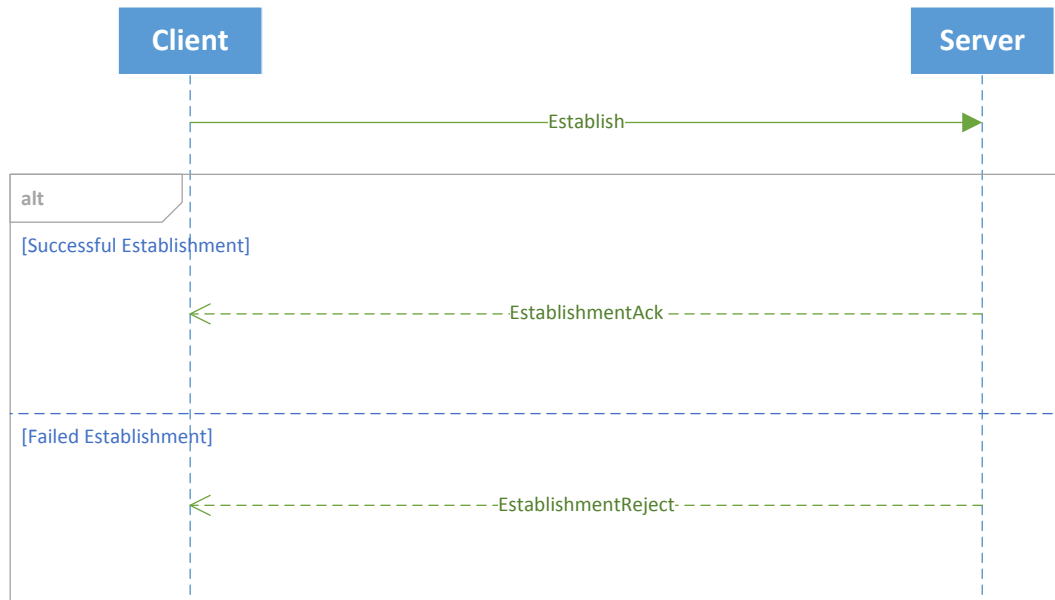 Client
Server
Establish
alt
[Successful Establishment]
EstablishmentAck
[Failed Establishment]
EstablishmentReject